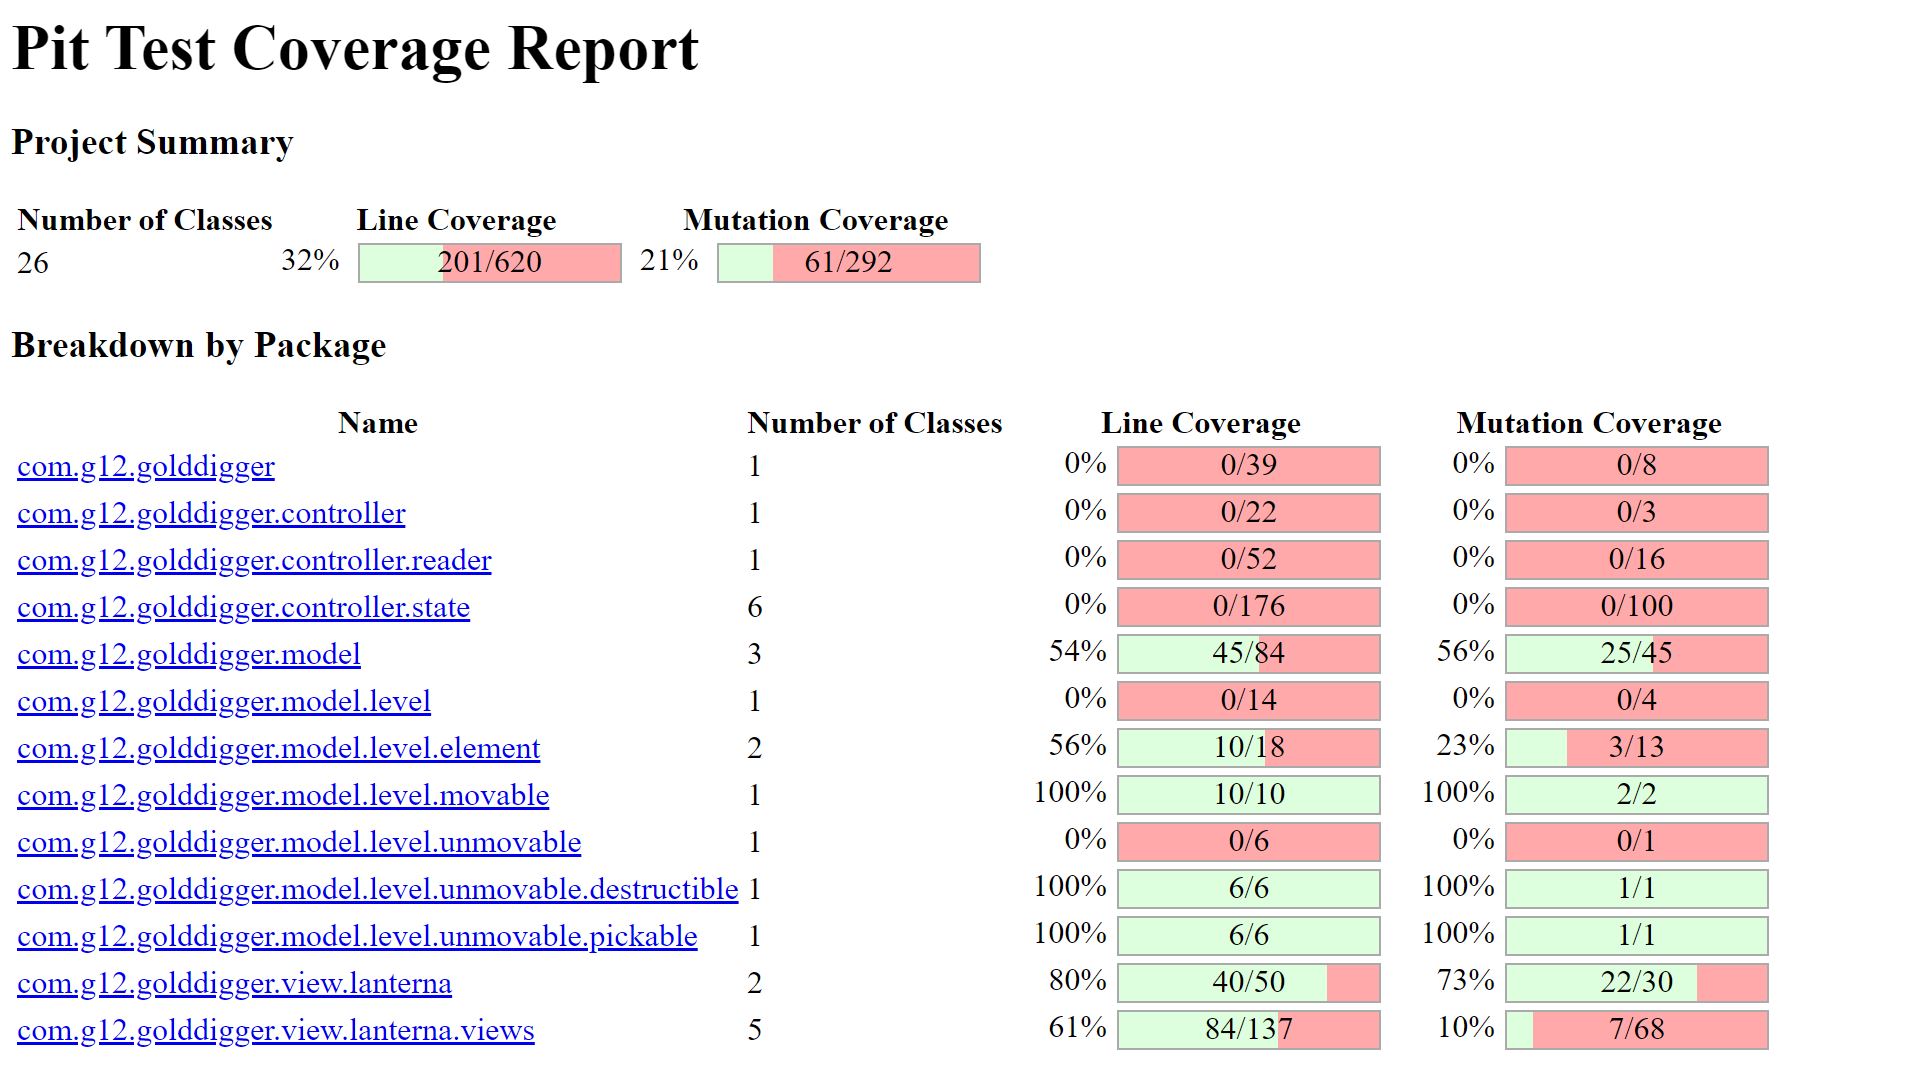 Pit Test Coverage Report
Project Summary
Number of Classes Line Coverage Mutation Coverage
26 32% 201/620 21% 61/292
Breakdown by Package
Name Number of Classes Line Coverage Mutation Coverage
com.g12.golddigger 1 0% 0/39 0% 0/8
com.g12.golddigger.controller 1 0% 0/22 0% 0/3
com.g12.golddigger.controller.reader 1 0% 0/52 0% 0/16
com.g12.golddigger.controller.state 6 0% 0/176 0% 0/100
com.g12.golddigger.model 3 54% 45/84 56% 25/45
com.g12.golddigger.model.level 1 0% 0/14 0% 0/4
com.g12.golddigger.model.level.element 2 56% 10/18 23% 3/13
com.g12.golddigger.model.level.movable 1 100% 10/10 100% 2/2
com.g12.golddigger.model.level.unmovable 1 0% 0/6 0% 0/1
com.g12.golddigger.model.level.unmovable.destructible 1 100% 6/6 100% 1/1
com.g12.golddigger.model.level.unmovable.pickable 1 100% 6/6 100% 1/1
com.g12.golddigger.view.lanterna 2 80% 40/50 73% 22/30
com.g12.golddigger.view.lanterna.views 5 61% 84/137 10% 7/68